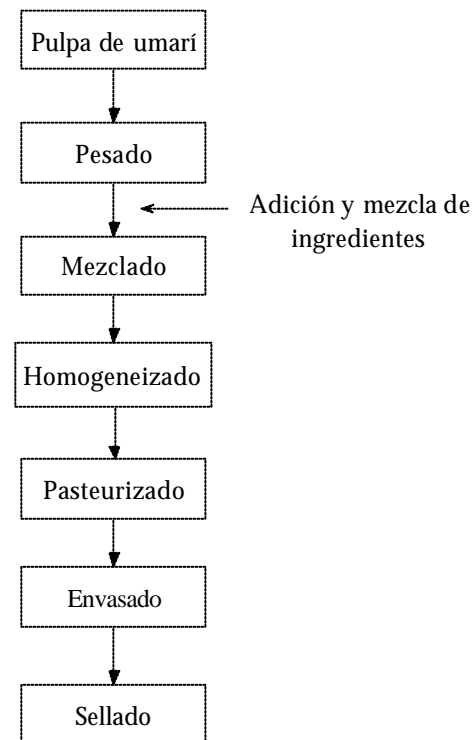 Pulpa de umarí
Pesado
Adición y mezcla de
ingredientes
Mezclado
Homogeneizado
Pasteurizado
Envasado
Sellado